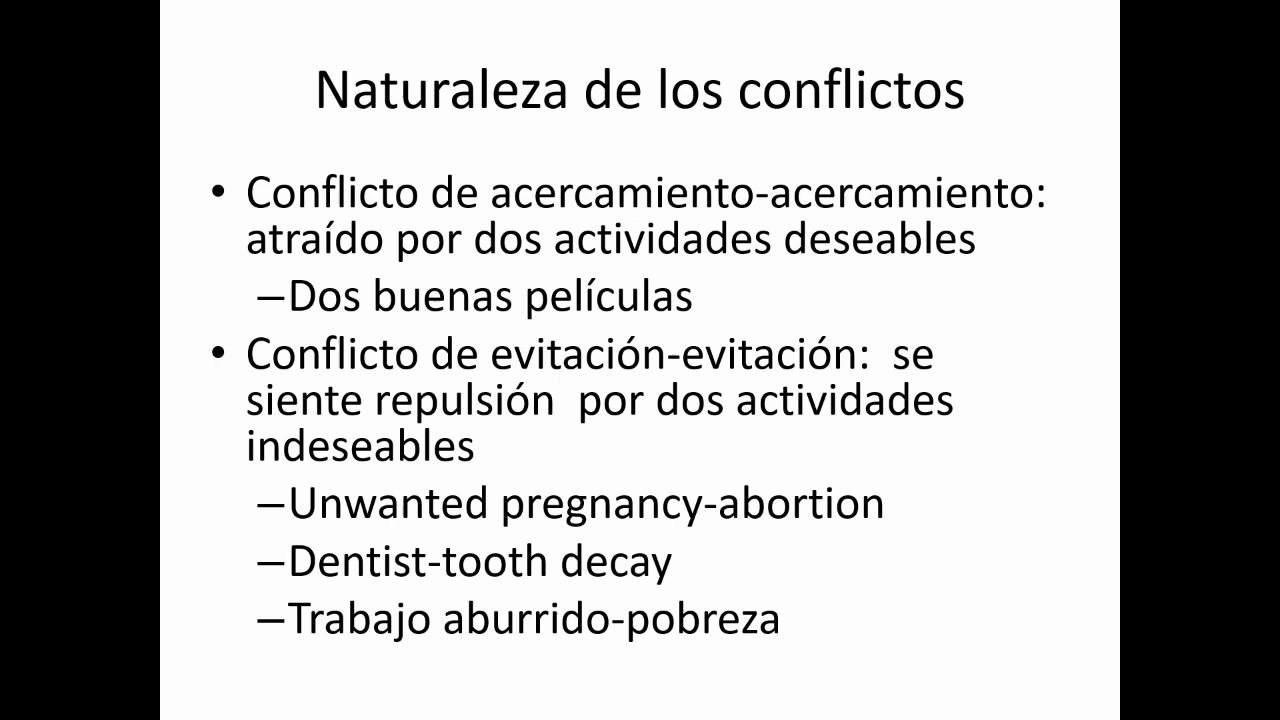 Naturaleza de los conflictos
• Conflicto de acercamiento-acercamiento:
atraído por dos actividades deseables
–Dos buenas películas
• Conflicto de evitación-evitación:  se
siente repulsión  por dos actividades
indeseables
–Unwanted pregnancy-abortion
–Dentist-tooth decay
–Trabajo aburrido-pobreza